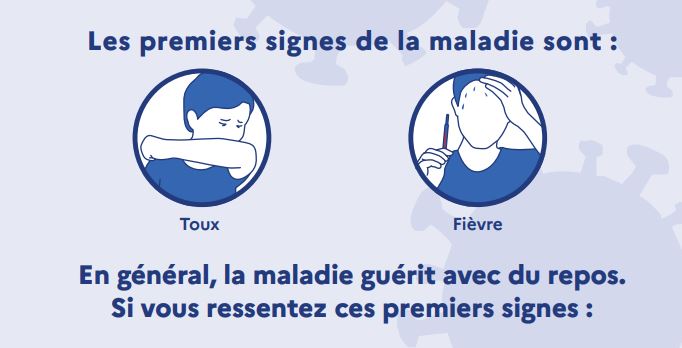 Les premiers signes de la maladie sont :
Toux
Fièvre
En général, la maladie guérit avec du repos.
Si vous ressentez ces premiers signes :